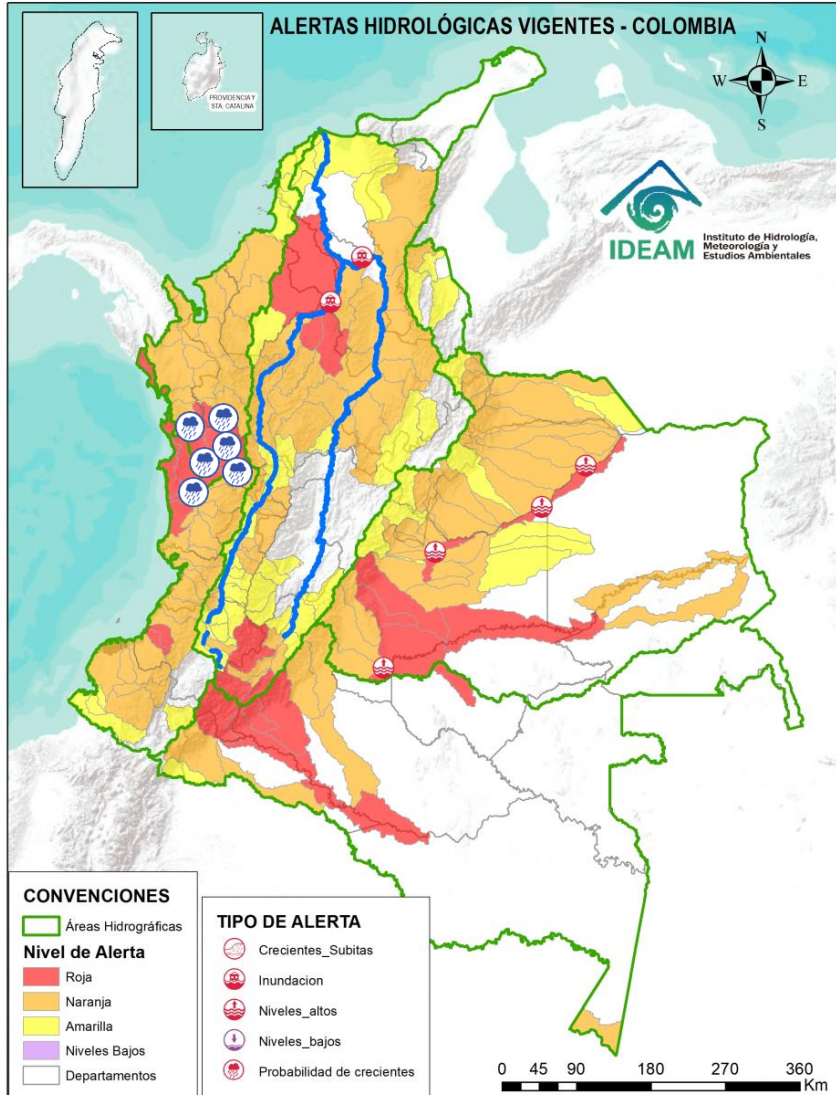 ALERTAS HIDROLÓGICAS VIGENTES - COLOMBIA
PROVIDENCIA Y
STA. CATALINA
N
W
E
S
IDEAM
Instituto de Hidrología,
Meteorología y
Estudios Ambientales
CONVENCIONES
Áreas Hidrográficas
Nivel de Alerta
Roja
Naranja
Amarilla
Niveles Bajos
Departamentos
TIPO DE ALERTA
Crecientes_Subitas
Inundacion
Niveles_altos
Niveles_bajos
Probabilidad de crecientes
0 45 90 180 270 360
Km